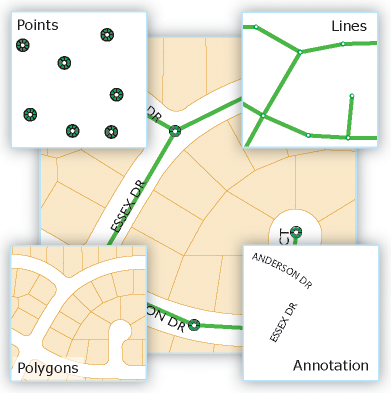 Points
Lines
DR
ESSEX DR
CT
ON DR
ANDERSON DR
ESSEX DR
Polygons
Annotation